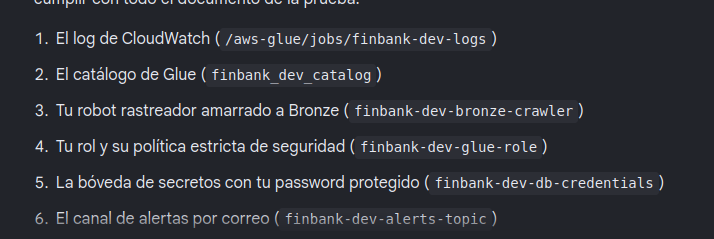 cumplir con todo el documento de la prueba.
1. El log de CloudWatch ( /aws-glue/jobs/finbank-dev-logs )
2. El catálogo de Glue ( finbank_dev_catalog )
3. Tu robot rastreador amarrado a Bronze ( finbank-dev-bronze-crawler )
4. Tu rol y su política estricta de seguridad ( finbank-dev-glue-role )
5. La bóveda de secretos con tu password protegido ( finbank-dev-db-credentials )
6. El canal de alertas por correo ( finbank-dev-alerts-topic )